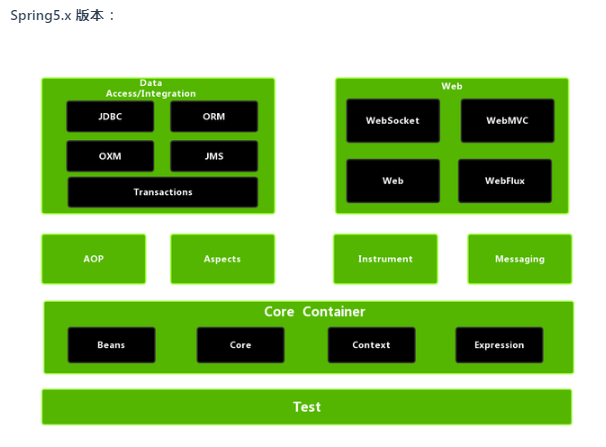 Spring5.x 版本：
Data
Access/Integration
JDBC
ORM
OXM
JMS
Transactions
Web
WebSocket
WebMVC
Web
WebFlux
AOP
Aspects
Instrument
Messaging
Core Container
Beans
Core
Context
Expression
Test